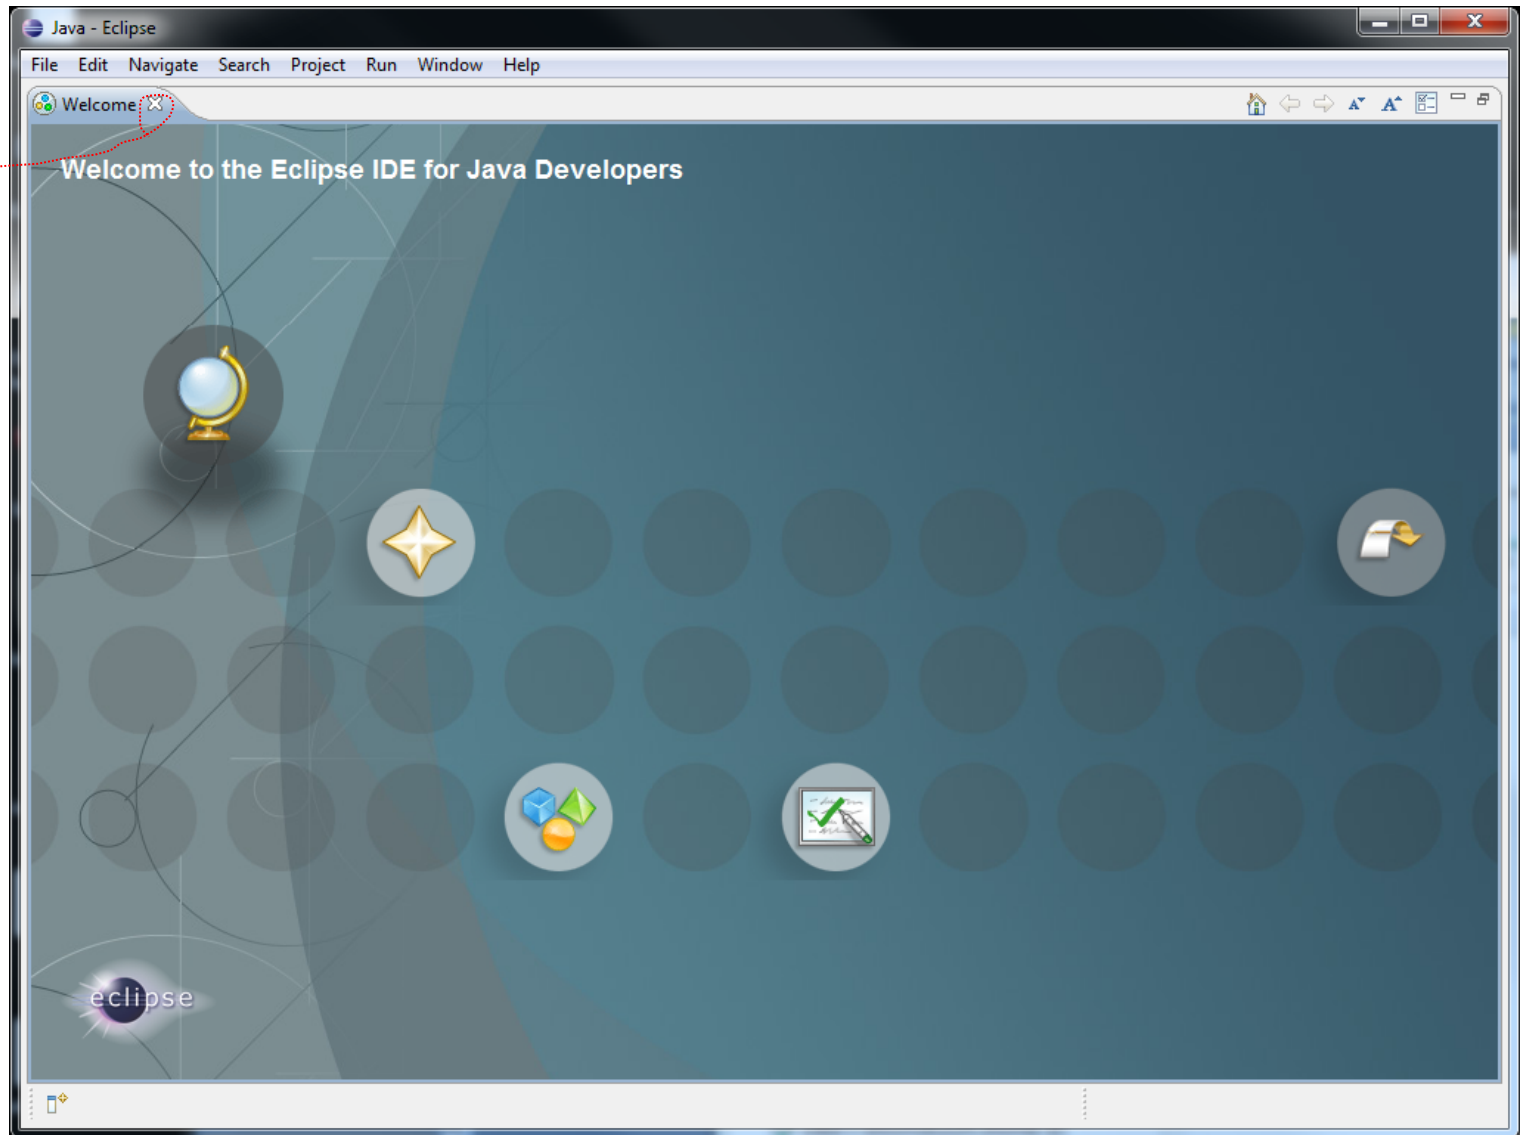 Java - Eclipse
File Edit Navigate Search Project Run Window Help
Welcome
Welcome to the Eclipse IDE for Java Developers
eclipse